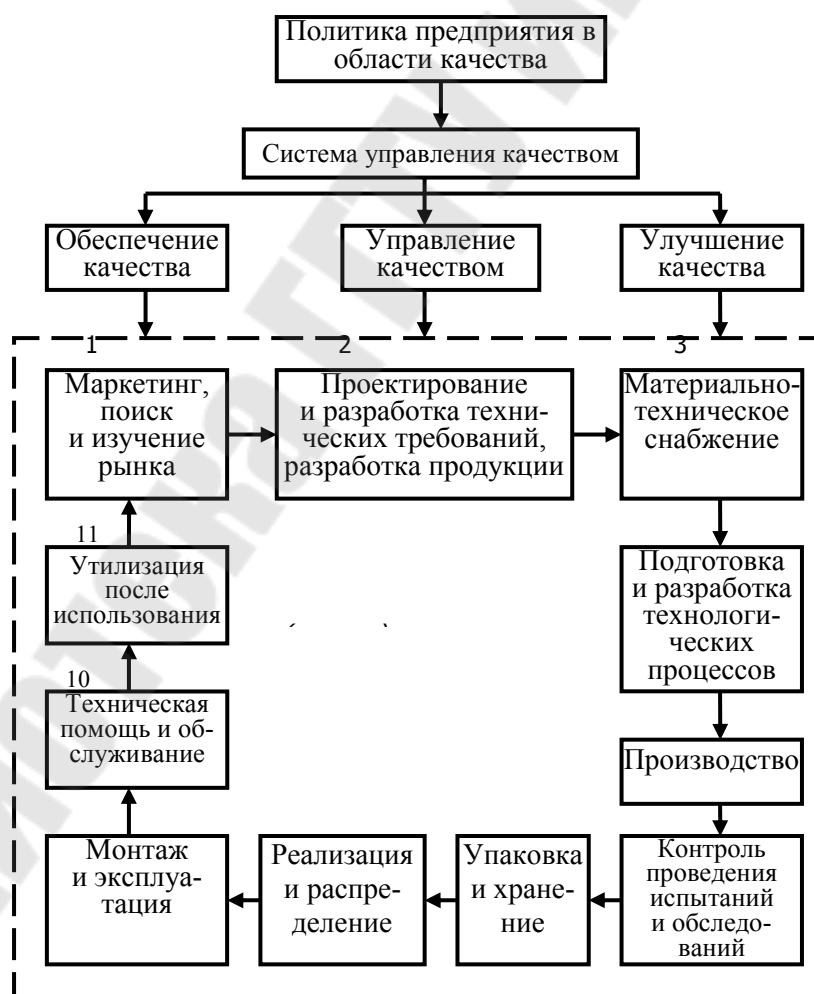 Политика предприятия в
области качества
Система управления качеством
Обеспечение
качества
Управление
качеством
Улучшение
качества
1
2
3
Маркетинг,
поиск
и изучение
рынка
Проектирование
и разработка техни-
ческих требований,
разработка продукции
Материально-
техническое
снабжение
11
Утилизация
после
использования
Подготовка
и разработка
технологи-
ческих
процессов
10
Техническая
помощь и об-
служивание
Производство
Монтаж
и эксплуа-
тация
Реализация
и распре-
деление
Упаковка
и хране-
ние
Контроль
проведения
испытаний
и обследо-
ваний